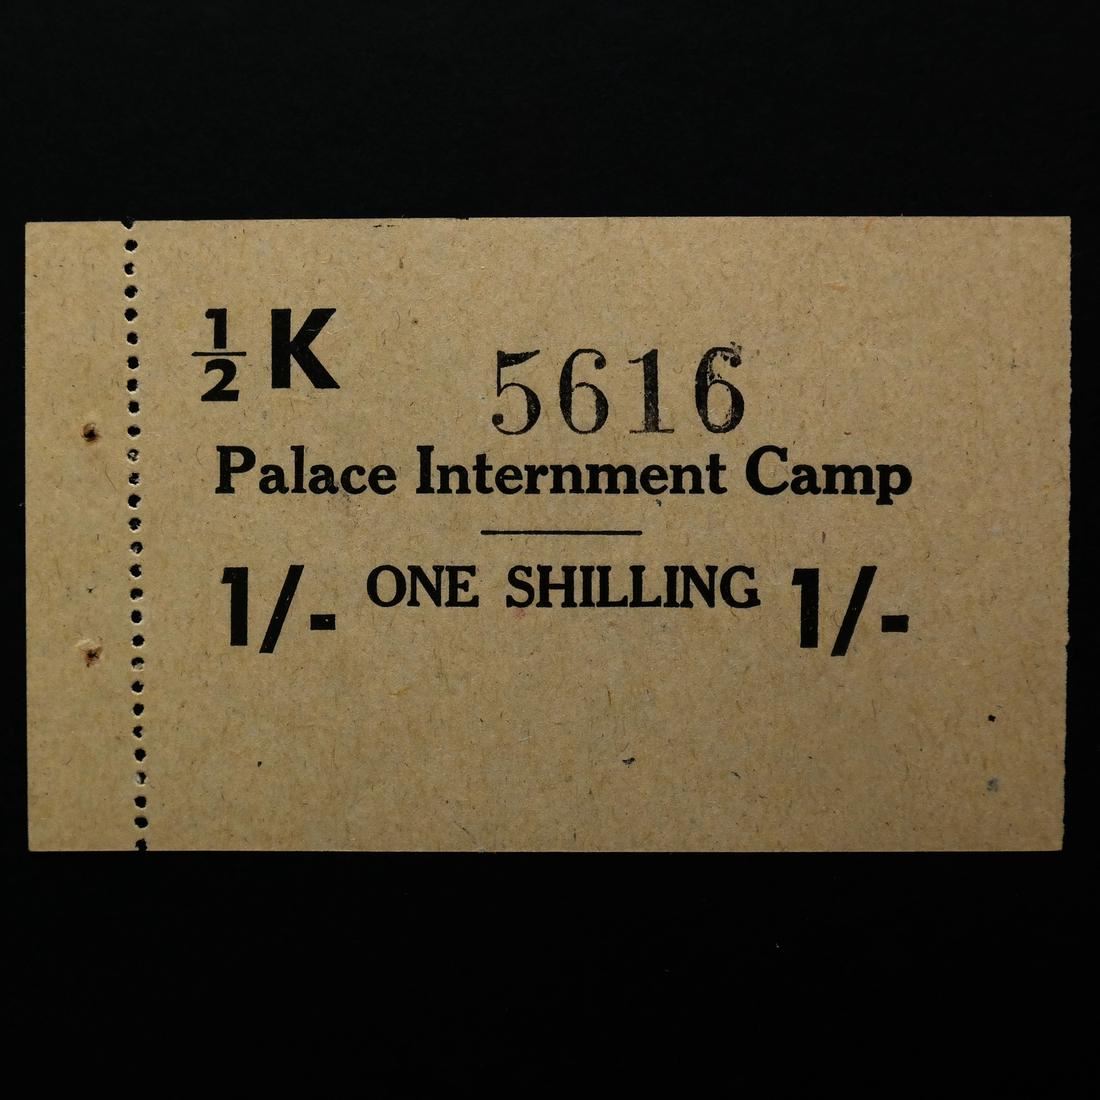 ½ K
5616
Palace Internment Camp
1/- ONE SHILLING 1/-